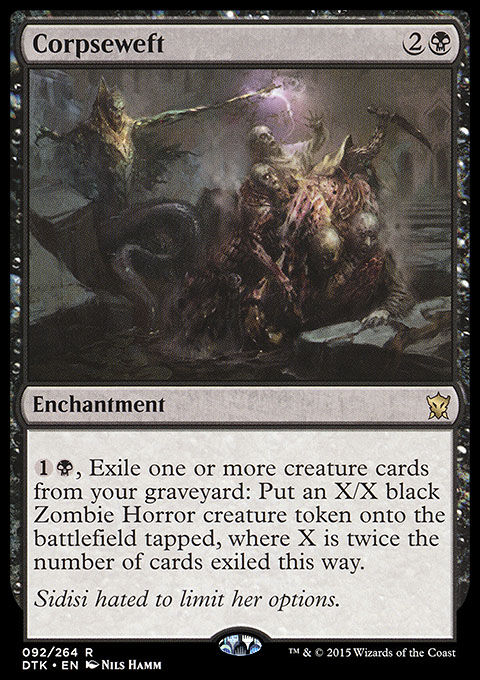 Corpseweft 2
Enchantment
1, Exile one or more creature cards
from your graveyard: Put an X/X black
Zombie Horror creature token onto the
battlefield tapped, where X is twice the
number of cards exiled this way.
Sidisi hated to limit her options.
092/264 R
DTK • EN Nils Hamm
™ & © 2015 Wizards of the Coast